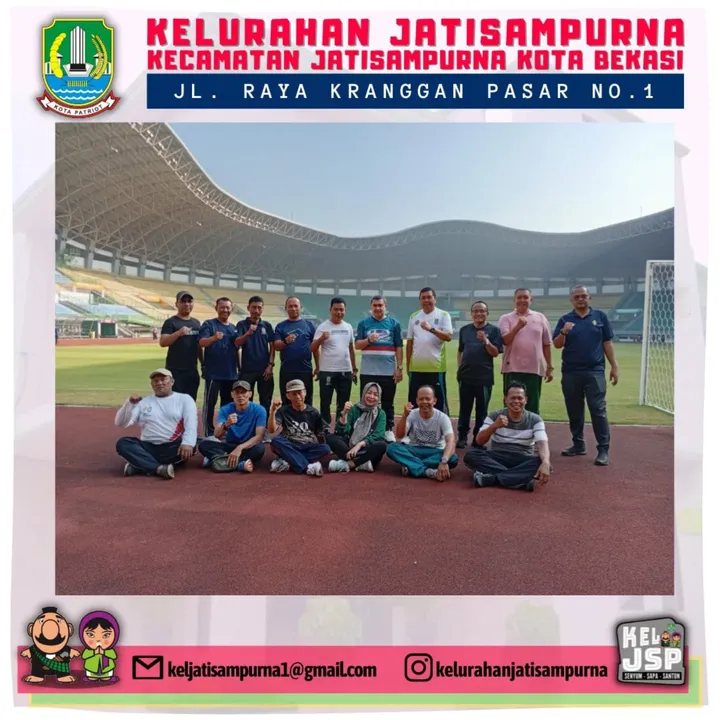 KELURAHAN JATISAMPURNA
KECAMATAN JATISAMPURNA KOTA BEKASI
JL. RAYA KRANGGAN PASAR NO.1
KOTA PATRIOT
keljatisampurna1@gmail.com
kelurahanjatisampurna
KEL
JSP
SENYUM - SAPA - SANTUN